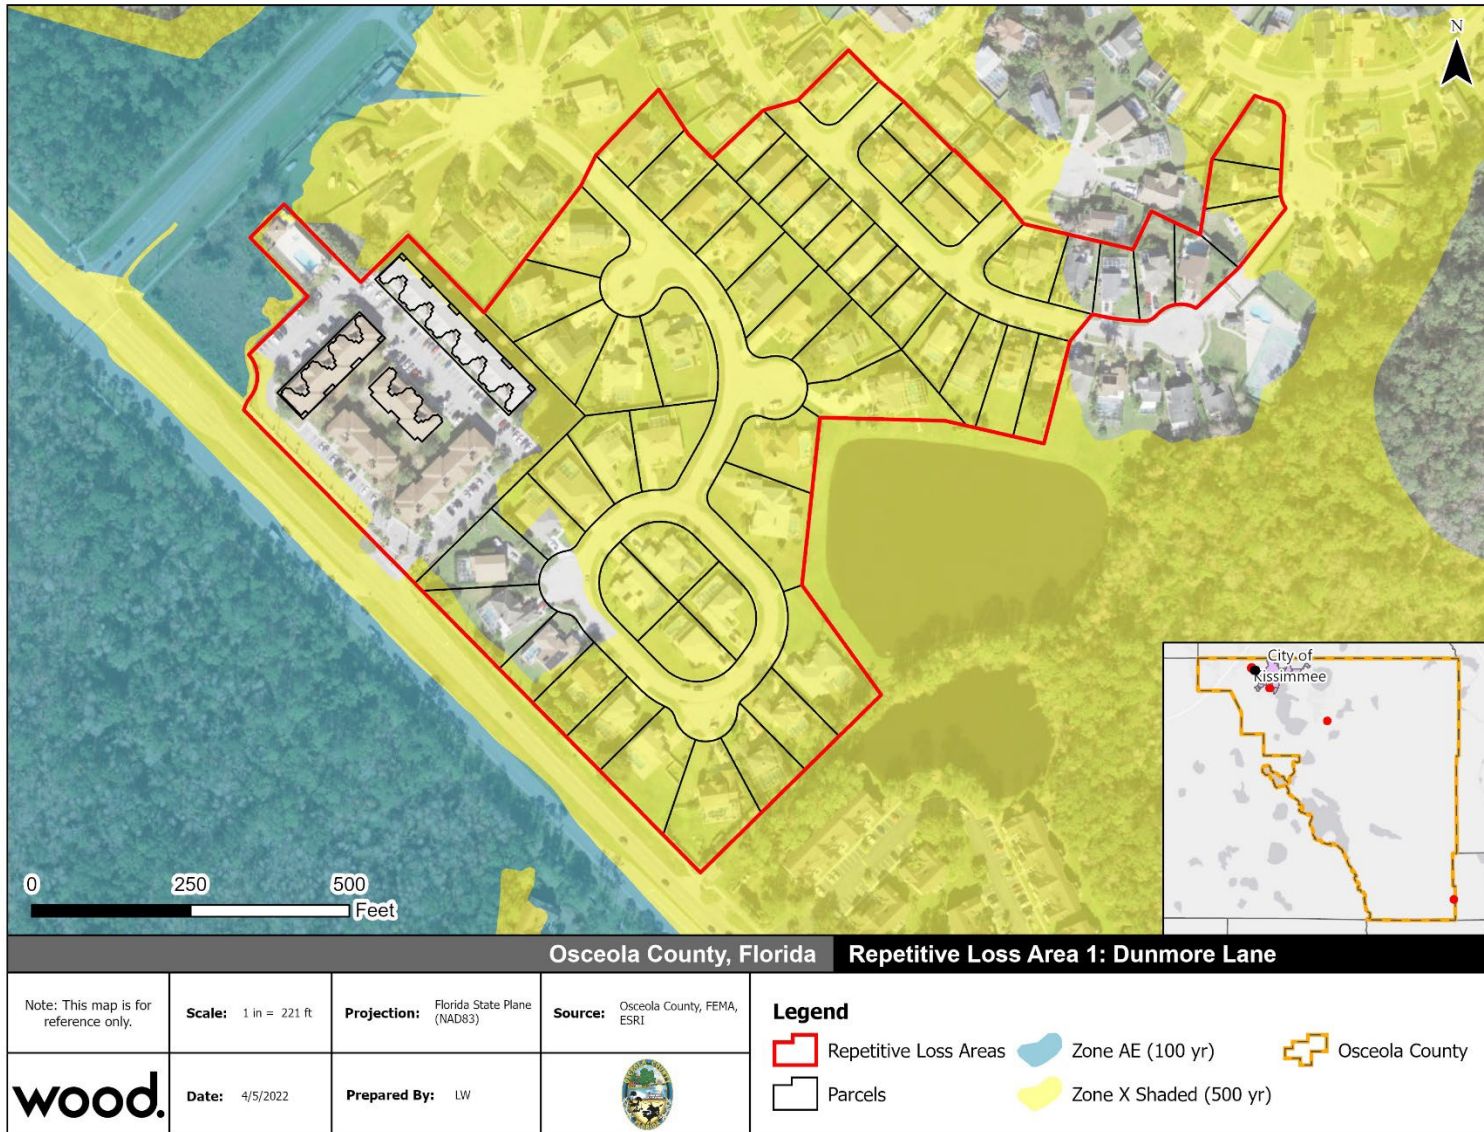 N
City of
Kissimmee
0 250 500
Feet
Osceola County, Florida Repetitive Loss Area 1: Dunmore Lane
Note: This map is for
reference only.
Scale: 1 in = 221 ft
Projection: Florida State Plane
(NAD83)
Source: Osceola County, FEMA,
ESRI
wood.
Date: 4/5/2022
Prepared By: LW
Legend
Repetitive Loss Areas
Zone AE (100 yr)
Osceola County
Parcels
Zone X Shaded (500 yr)